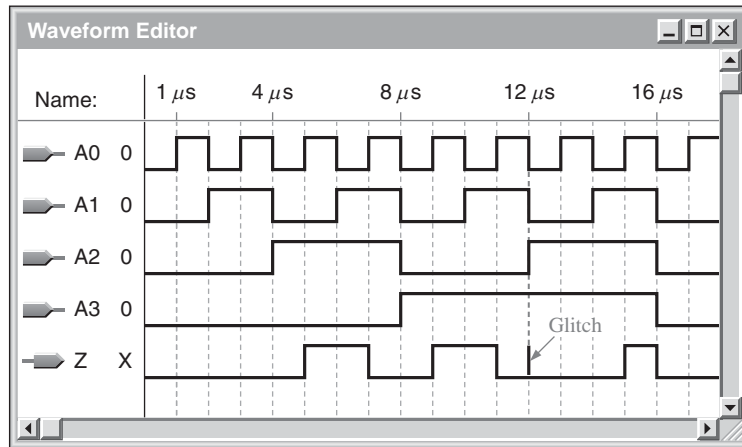 Waveform Editor
Name: 1 μs 4 μs 8 μs 12 μs 16 μs
A0 0
A1 0
A2 0
A3 0
Glitch
Z X